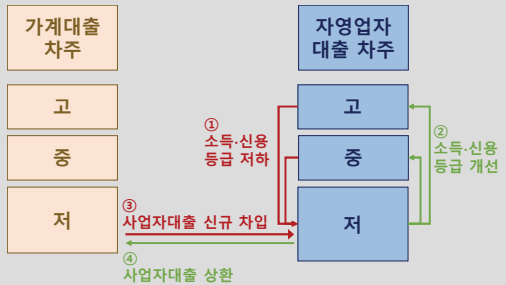 가계대출
차주
자영업자
대출 차주
고
고
①
소득·신용
등급 저하
②
소득·신용
등급 개선
중
중
저
저
③
사업자대출 신규 차입
④
사업자대출 상환